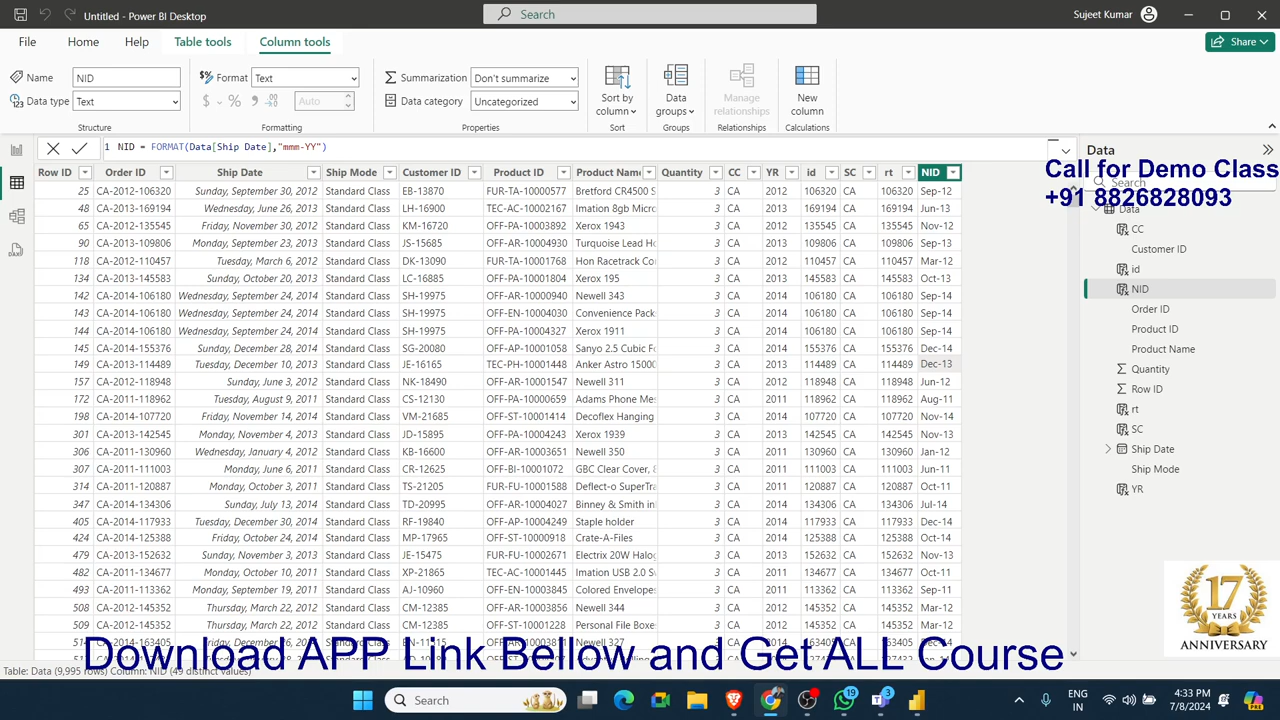 Untitled - Power BI Desktop
Search
Sujeet Kumar
File Home Help Table tools Column tools
Share
Name NID
Format Text
Summarization Don't summarize
Data type Text
$ % Auto
Data category Uncategorized
Sort by column
Data groups
Manage relationships
New column
Structure Formatting Properties Sort Groups Relationships Calculations
1 NID = FORMAT(Data[Ship Date],"mmm-YY")
Data
Call for Demo Class
Search
+91 8826828093
Row ID Order ID Ship Date Ship Mode Customer ID Product ID Product Name Quantity CC YR id SC rt NID
25 CA-2012-106320 Sunday, September 30, 2012 Standard Class EB-13870 FUR-TA-10000577 Bretford CR4500 S 3 CA 2012 106320 CA 106320 Sep-12
48 CA-2013-169194 Wednesday, June 26, 2013 Standard Class LH-16900 TEC-AC-10002167 Imation 8gb Micro 3 CA 2013 169194 CA 169194 Jun-13
65 CA-2012-135545 Friday, November 30, 2012 Standard Class KM-16720 OFF-PA-10003892 Xerox 1943 3 CA 2012 135545 CA 135545 Nov-12
90 CA-2013-109806 Monday, September 23, 2013 Standard Class JS-15685 OFF-AR-10004930 Turquoise Lead Ho 3 CA 2013 109806 CA 109806 Sep-13
118 CA-2012-110457 Tuesday, March 6, 2012 Standard Class DK-13090 FUR-TA-10001768 Hon Racetrack Co 3 CA 2012 110457 CA 110457 Mar-12
134 CA-2013-145583 Sunday, October 20, 2013 Standard Class LC-16885 OFF-PA-10001804 Xerox 195 3 CA 2013 145583 CA 145583 Oct-13
142 CA-2014-106180 Wednesday, September 24, 2014 Standard Class SH-19975 OFF-AR-10000940 Newell 343 3 CA 2014 106180 CA 106180 Sep-14
143 CA-2014-106180 Wednesday, September 24, 2014 Standard Class SH-19975 OFF-EN-10004030 Convenience Pack 3 CA 2014 106180 CA 106180 Sep-14
144 CA-2014-106180 Wednesday, September 24, 2014 Standard Class SH-19975 OFF-PA-10004327 Xerox 1911 3 CA 2014 106180 CA 106180 Sep-14
145 CA-2014-155376 Sunday, December 28, 2014 Standard Class SG-20080 OFF-AP-10001058 Sanyo 2.5 Cubic Fo 3 CA 2014 155376 CA 155376 Dec-14
149 CA-2013-114489 Tuesday, December 10, 2013 Standard Class JE-16165 TEC-PH-10001448 Anker Astro 15000 3 CA 2013 114489 CA 114489 Dec-13
157 CA-2012-118948 Sunday, June 3, 2012 Standard Class NK-18490 OFF-AR-10001547 Newell 311 3 CA 2012 118948 CA 118948 Jun-12
172 CA-2011-118962 Tuesday, August 9, 2011 Standard Class CS-12130 OFF-PA-10000659 Adams Phone Me 3 CA 2011 118962 CA 118962 Aug-11
198 CA-2014-107720 Friday, November 14, 2014 Standard Class VM-21685 OFF-ST-10001414 Decoflex Hanging 3 CA 2014 107720 CA 107720 Nov-14
301 CA-2013-142545 Monday, November 4, 2013 Standard Class JD-15895 OFF-PA-10004243 Xerox 1939 3 CA 2013 142545 CA 142545 Nov-13
306 CA-2011-130960 Wednesday, January 4, 2012 Standard Class KB-16600 OFF-AR-10003651 Newell 350 3 CA 2011 130960 CA 130960 Jan-12
307 CA-2011-111003 Monday, June 6, 2011 Standard Class CR-12625 OFF-BI-10001072 GBC Clear Cover, 8 3 CA 2011 111003 CA 111003 Jun-11
314 CA-2011-120887 Monday, October 3, 2011 Standard Class TS-21205 FUR-FU-10001588 Deflect-o SuperTra 3 CA 2011 120887 CA 120887 Oct-11
347 CA-2014-110198 Sunday, July 13, 2014 Standard Class TD-20995 OFF-AR-10004027 Binney & Smith in 3 CA 2014 110198 CA 110198 Jul-14
405 CA-2014-117933 Tuesday, December 30, 2014 Standard Class RF-19840 OFF-AP-10004249 Staple holder 3 CA 2014 117933 CA 117933 Dec-14
424 CA-2014-125388 Friday, October 24, 2014 Standard Class MP-17965 OFF-ST-10000918 Crate-A-Files 3 CA 2014 125388 CA 125388 Oct-14
479 CA-2013-152632 Sunday, November 3, 2013 Standard Class JE-15475 FUR-FU-10002671 Electrix 20W Halog 3 CA 2013 152632 CA 152632 Nov-13
482 CA-2011-134677 Monday, October 10, 2011 Standard Class XP-21865 TEC-AC-10001445 Imation USB 2.0 Sw 3 CA 2011 134677 CA 134677 Oct-11
493 CA-2011-113362 Monday, September 19, 2011 Standard Class AJ-10960 OFF-EN-10003845 Colored Envelopes 3 CA 2011 113362 CA 113362 Sep-11
508 CA-2012-145352 Thursday, March 22, 2012 Standard Class CM-12385 OFF-AR-10003856 Newell 344 3 CA 2012 145352 CA 145352 Mar-12
509 CA-2012-145352 Thursday, March 22, 2012 Standard Class CM-12385 OFF-ST-10000642 Personal File Boxes 3 CA 2012 145352 CA 145352 Mar-12
Data
CC
Customer ID
id
NID
Order ID
Product ID
Product Name
Quantity
Row ID
rt
SC
Ship Date
Ship Mode
YR
17
YEARS
ANNIVERSARY
Download APP Link Bellow and Get ALL Course
Table: Data (9,995 rows) Column: NID (49 distinct values)
Search
19
3
ENG
IN
4:33 PM
7/8/2024